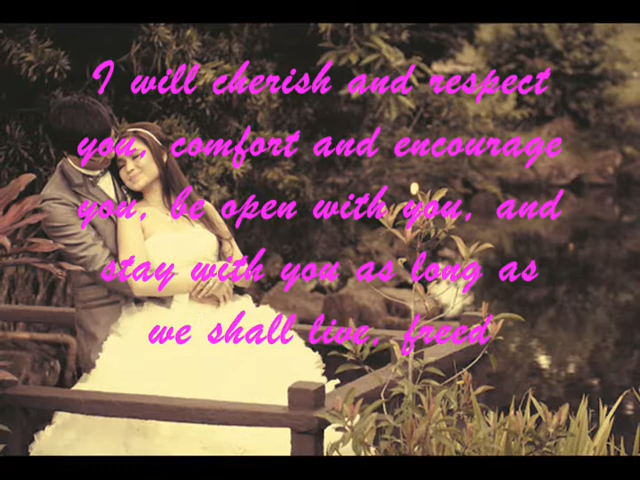 I will cherish and respect
you, comfort and encourage
you, be open with you, and
stay with you as long as
we shall live, freed